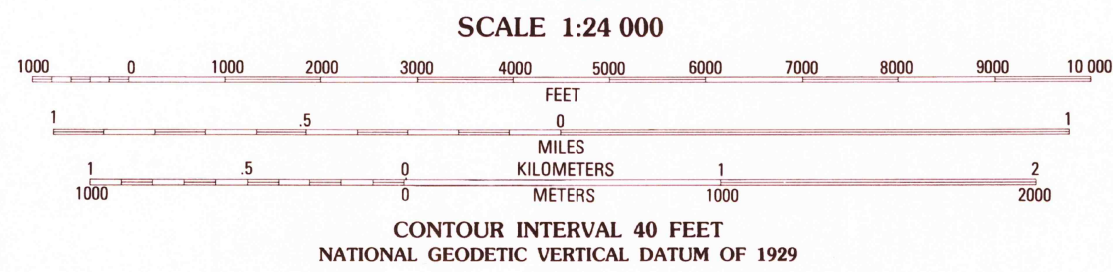 SCALE 1:24 000
1000 0 1000 2000 3000 4000 5000 6000 7000 8000 9000 10 000
FEET
1 .5 0 1
MILES
1 .5 0 KILOMETERS 1 2
1000 0 METERS 1000 2000
CONTOUR INTERVAL 40 FEET
NATIONAL GEODETIC VERTICAL DATUM OF 1929